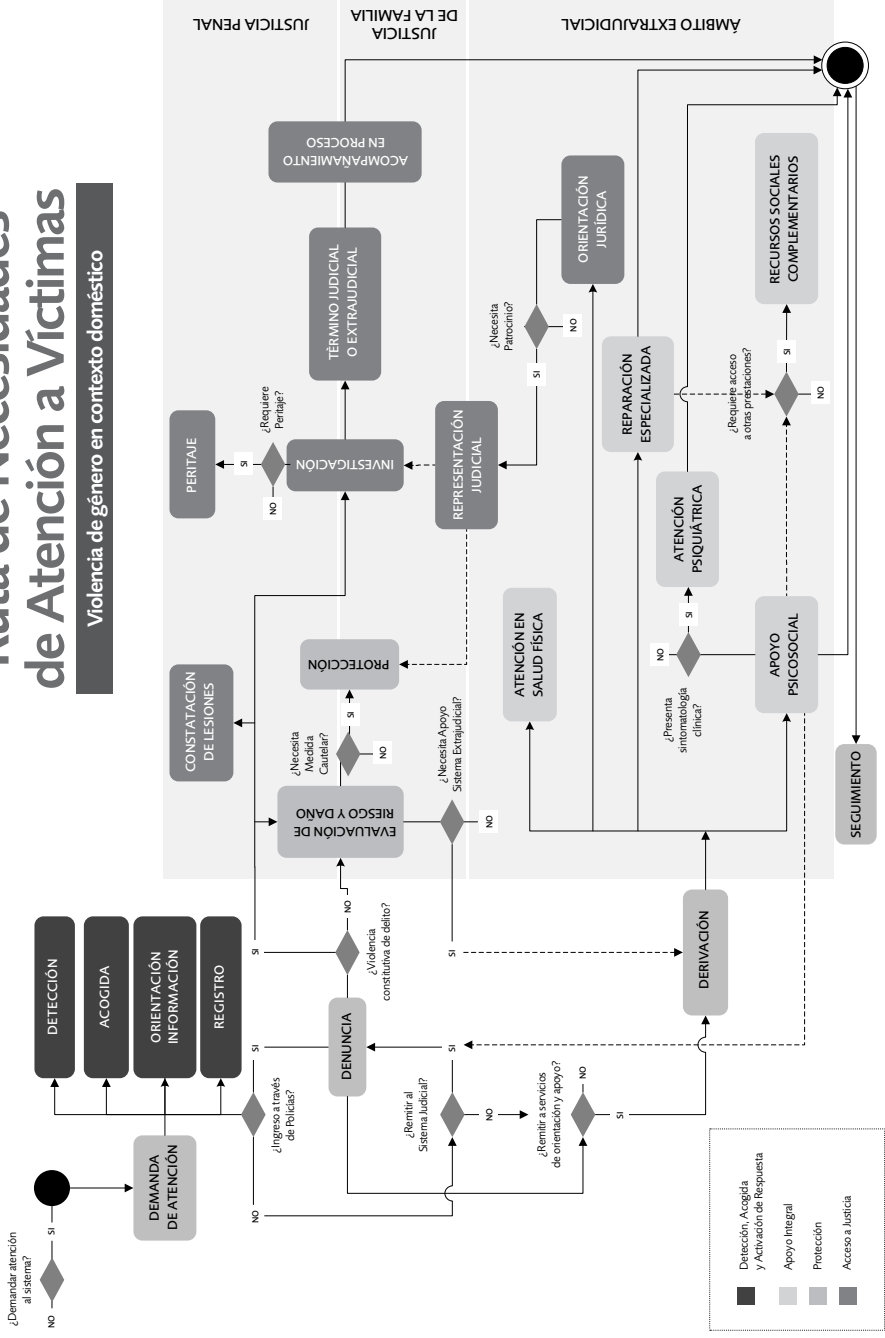 Ruta de Necesidades
de Atención a Víctimas
Violencia de género en contexto doméstico
¿Demandar atención
al sistema?
NO
SI
DEMANDA
DE ATENCIÓN
DETECCIÓN
ACOGIDA
ORIENTACIÓN
INFORMACIÓN
REGISTRO
¿Ingreso a través
de Policías?
SI
NO
DENUNCIA
¿Violencia
constitutiva de delito?
SI
NO
¿Remitir al
Sistema Judicial?
SI
NO
¿Remitir a servicios
de orientación y apoyo?
NO
SI
DERIVACIÓN
JUSTICIA PENAL
JUSTICIA
DE LA FAMILIA
ÁMBITO EXTRAJUDICIAL
CONSTATACIÓN
DE LESIONES
EVALUACIÓN DE
RIESGO Y DAÑO
¿Necesita
Medida
Cautelar?
SI
NO
PROTECCIÓN
¿Necesita Apoyo
Sistema Extrajudicial?
NO
SI
PERITAJE
¿Requiere
Peritaje?
SI
NO
INVESTIGACIÓN
REPRESENTACIÓN
JUDICIAL
TÉRMINO JUDICIAL
O EXTRAJUDICIAL
ACOMPAÑAMIENTO
EN PROCESO
¿Necesita
Patrocinio?
SI
NO
ORIENTACIÓN
JURÍDICA
ATENCIÓN EN
SALUD FÍSICA
REPARACIÓN
ESPECIALIZADA
ATENCIÓN
PSIQUIÁTRICA
¿Presenta
sintomatología
clínica?
NO
SI
APOYO
PSICOSOCIAL
¿Requiere acceso
a otras prestaciones?
SI
NO
RECURSOS SOCIALES
COMPLEMENTARIOS
SEGUIMIENTO
Detección, Acogida
y Activación de Respuesta
Apoyo Integral
Protección
Acceso a Justicia